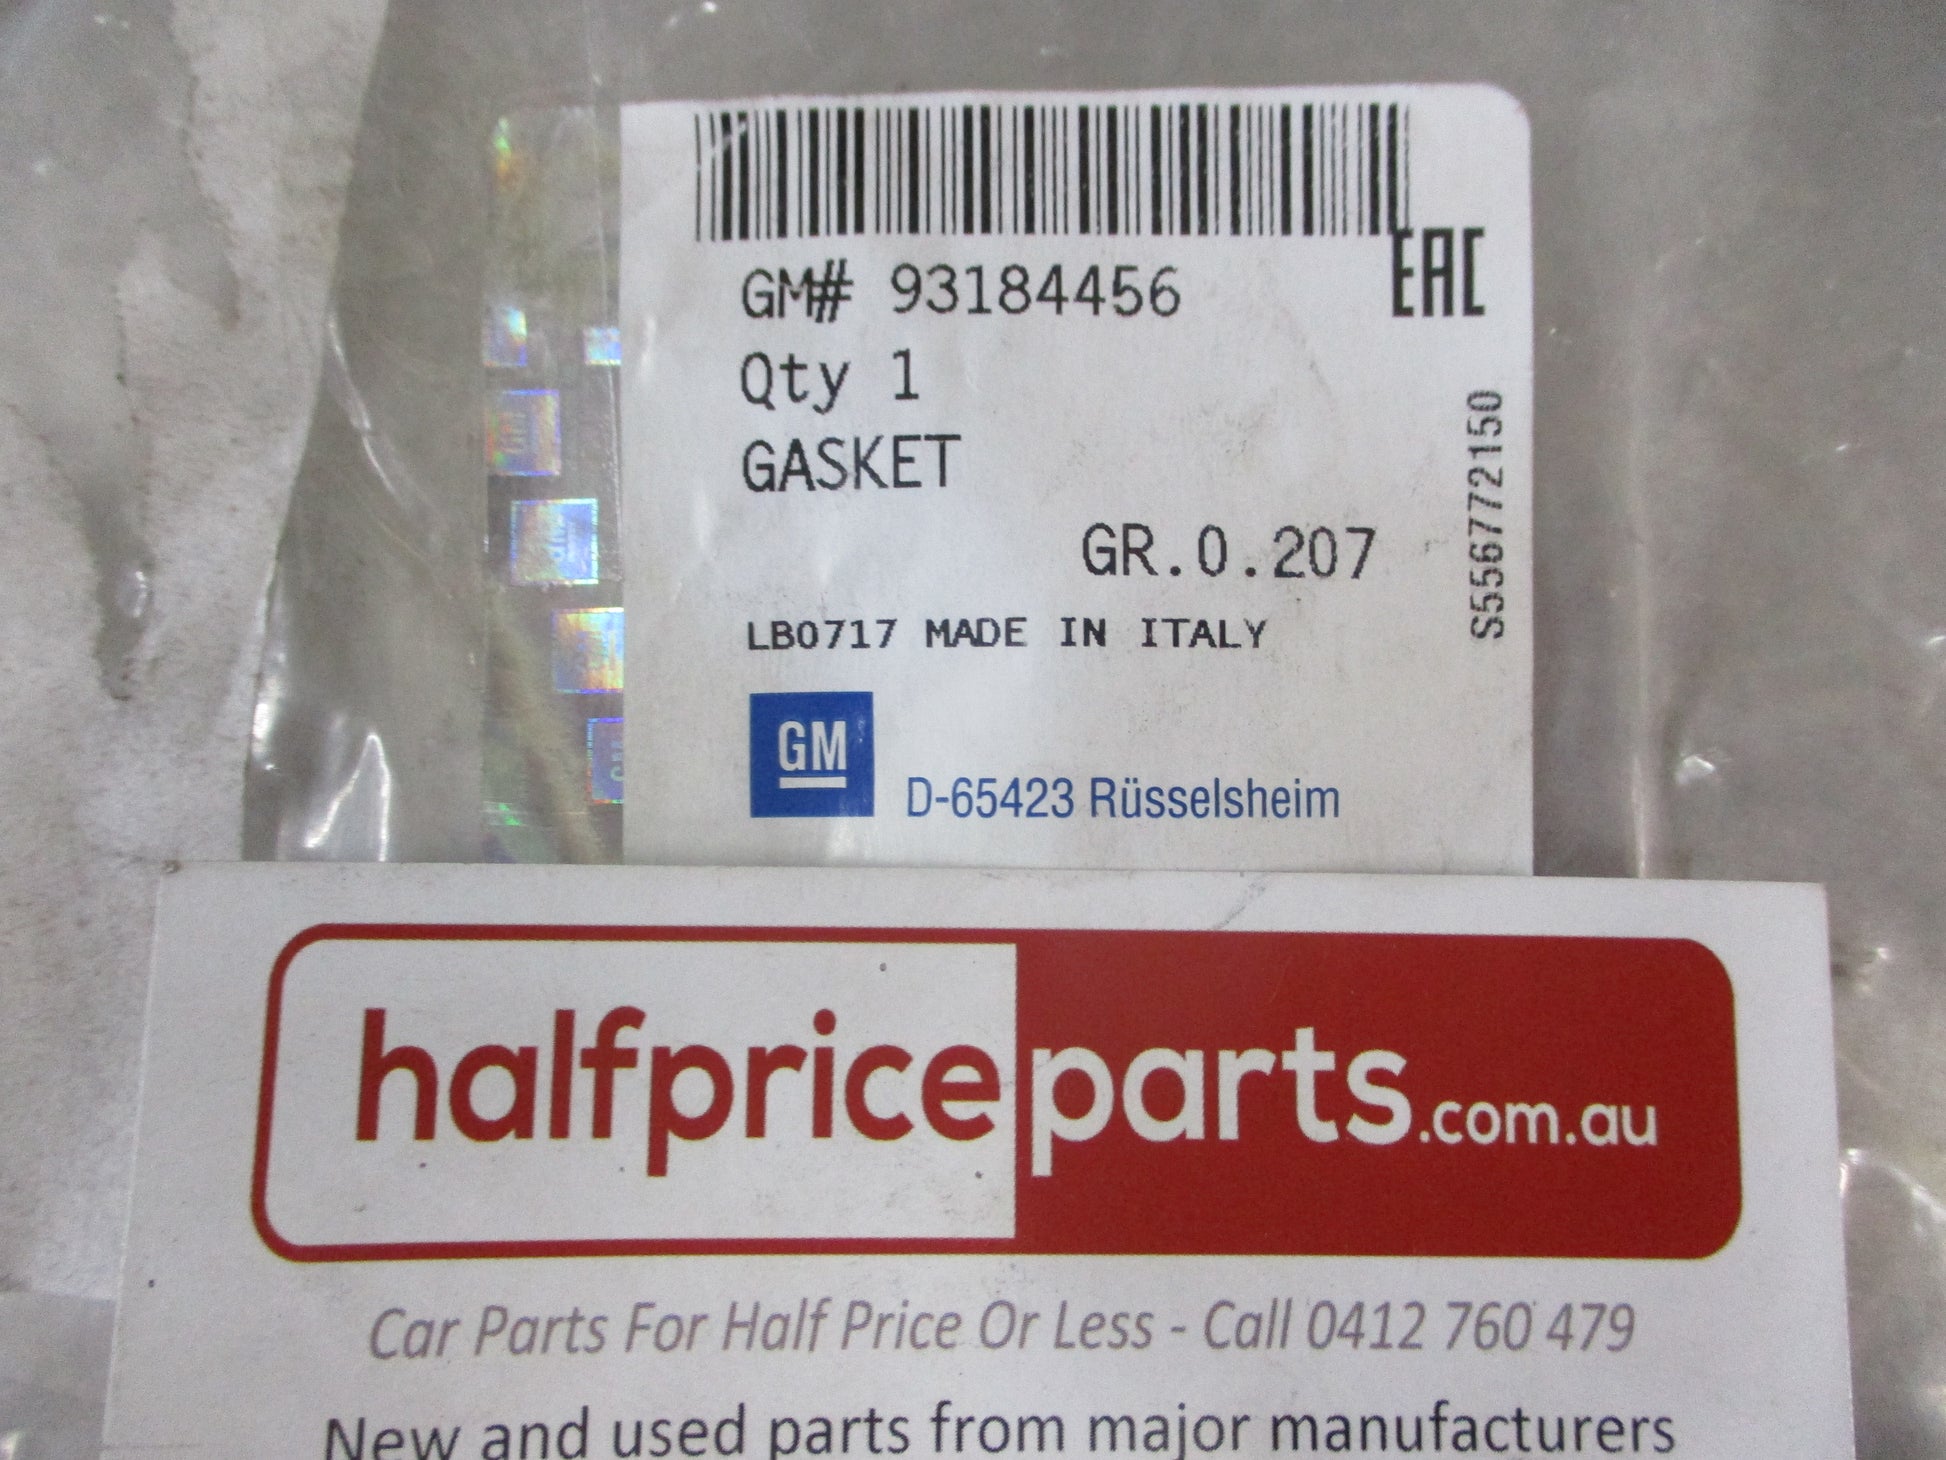 GM# 93184456
EAC
Qty 1
GASKET
GR.0.207
S556772150
LB0717 MADE IN ITALY
GM
D-65423 Rüsselsheim
halfpriceparts.com.au
Car Parts For Half Price Or Less - Call 0412 760 479
New and used parts from major manufacturers